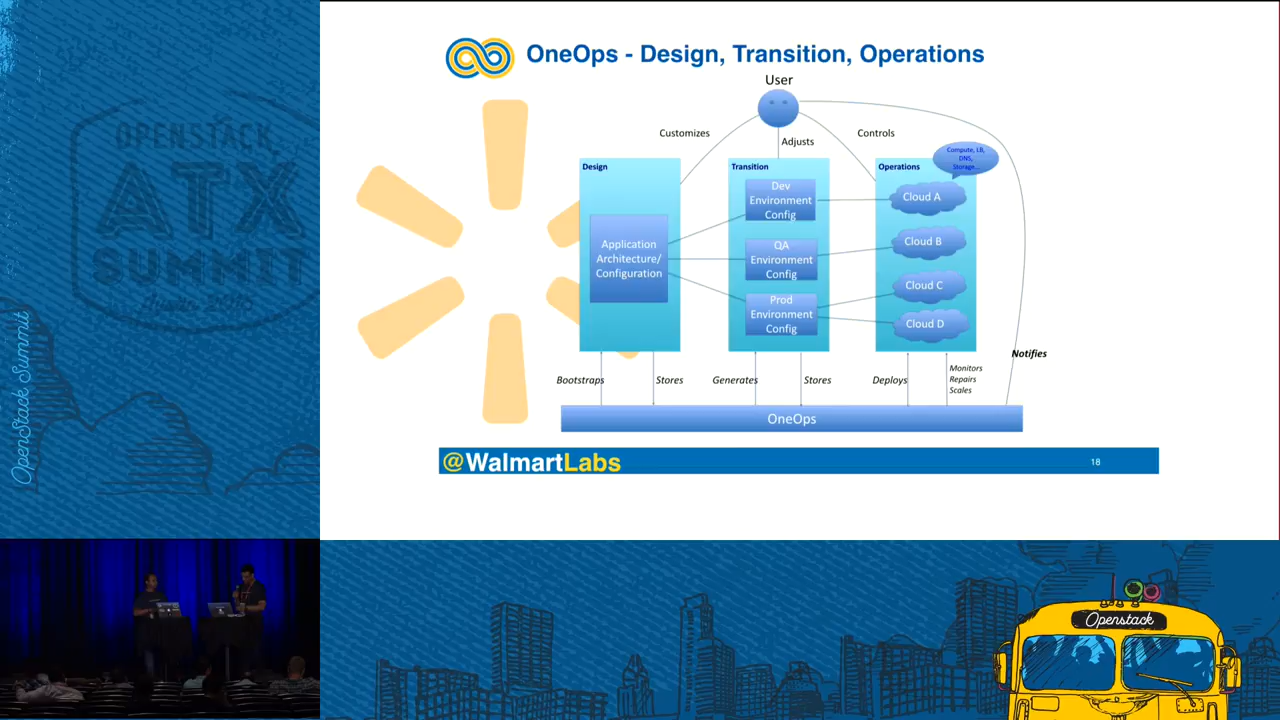 OneOps - Design, Transition, Operations
User
Customizes
Adjusts
Controls
Design
Transition
Operations
Compute, LB,
DNS,
Storage...
Application
Architecture/
Configuration
Dev
Environment
Config
QA
Environment
Config
Prod
Environment
Config
Cloud A
Cloud B
Cloud C
Cloud D
Bootstraps
Stores
Generates
Stores
Deploys
Monitors
Repairs
Scales
Notifies
OneOps
@WalmartLabs
18
OPENSTACK
ATX
SUMMIT
OpenStack Summit
Openstack